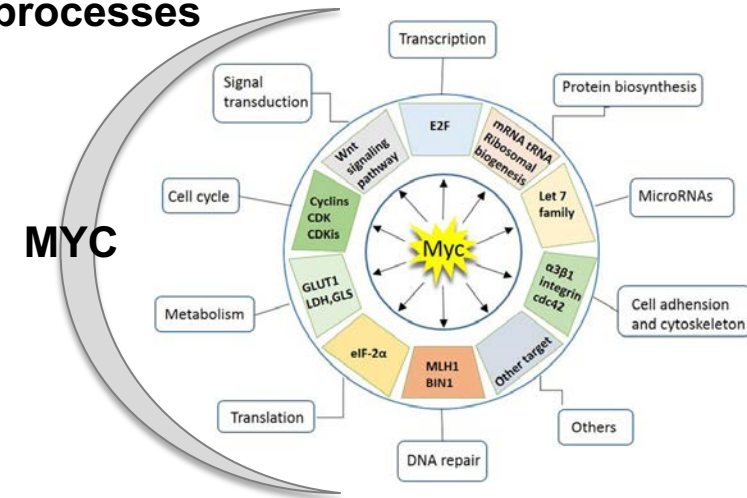 processes
MYC
Transcription
E2F
Protein biosynthesis
mRNA tRNA
Ribosomal
biogenesis
MicroRNAs
Let 7
family
Cell adhension
and cytoskeleton
α3β1
integrin
cdc42
Others
Other target
DNA repair
MLH1
BIN1
Translation
eIF-2α
Metabolism
GLUT1
LDH,GLS
Cell cycle
Cyclins
CDK
CDKis
Signal
transduction
Wnt
signaling
pathway
Myc